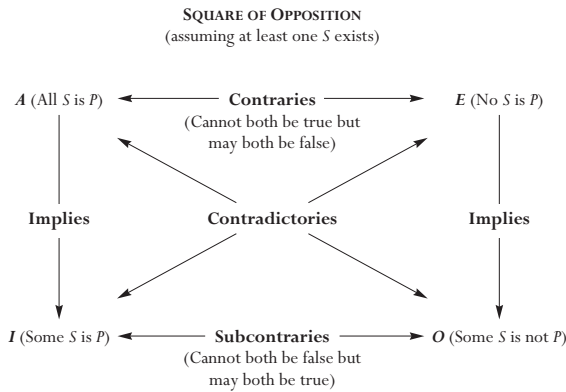 SQUARE OF OPPOSITION
(assuming at least one S exists)
A (All S is P) Contraries E (No S is P)
(Cannot both be true but
may both be false)
Implies Contradictories Implies
I (Some S is P) Subcontraries O (Some S is not P)
(Cannot both be false but
may both be true)